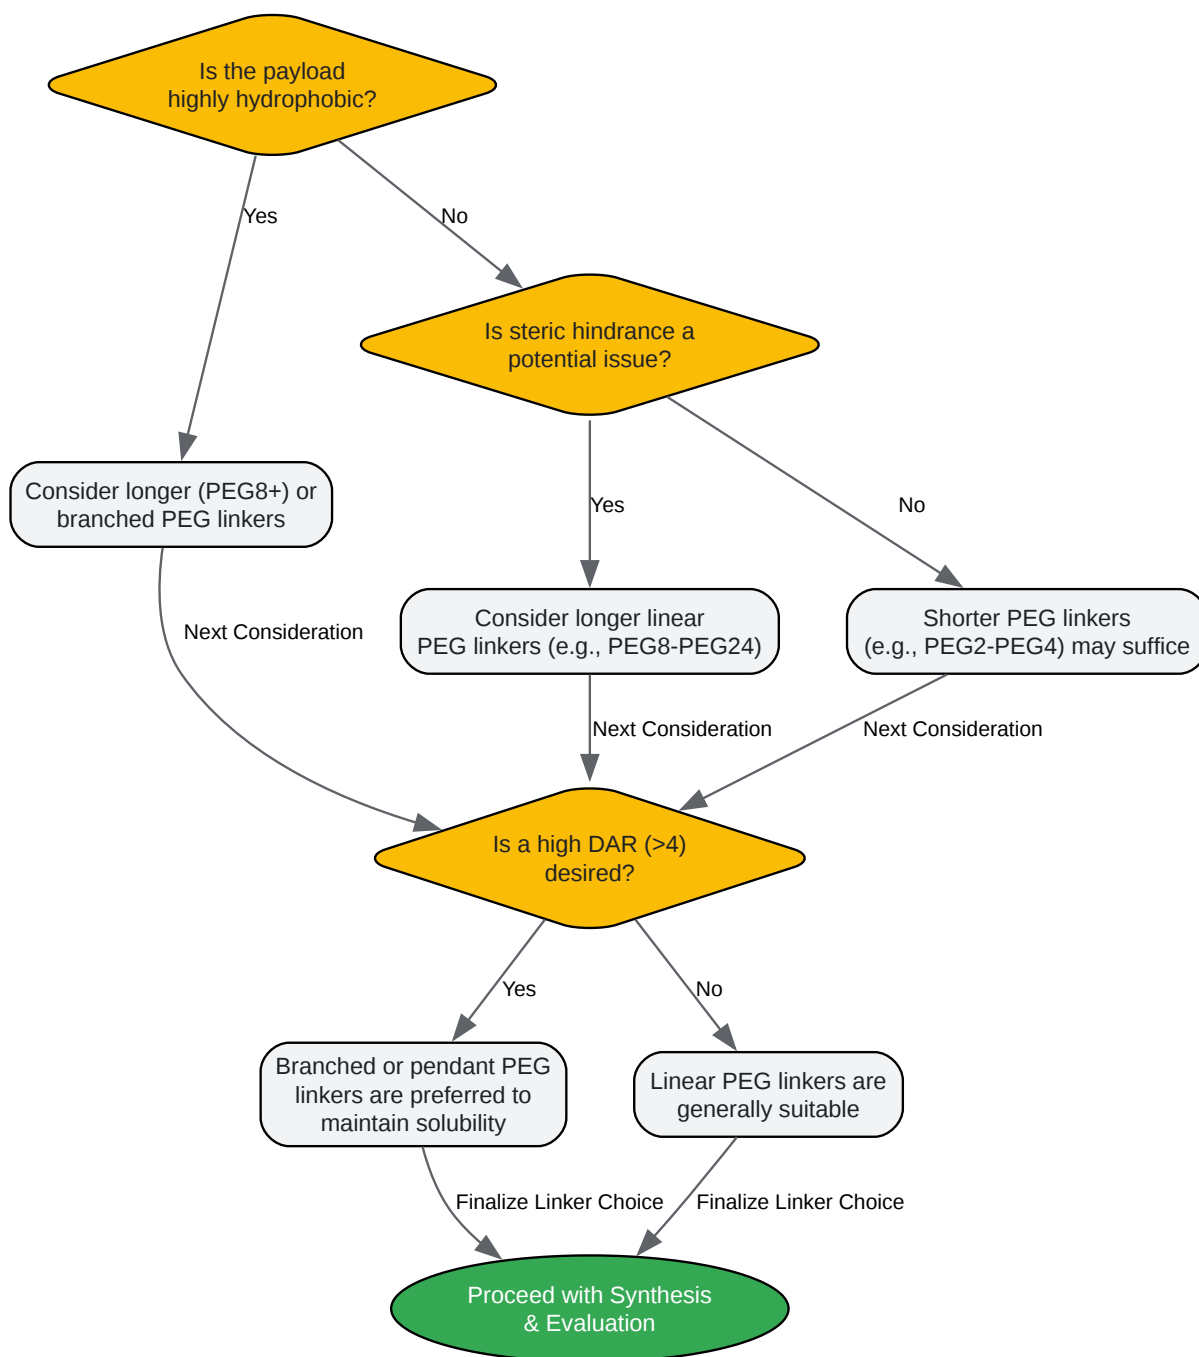 Is the payload
highly hydrophobic?
Yes
No
Is steric hindrance a
potential issue?
Consider longer (PEG8+) or
branched PEG linkers
Yes
No
Next Consideration
Consider longer linear
PEG linkers (e.g., PEG8-PEG24)
Shorter PEG linkers
(e.g., PEG2-PEG4) may suffice
Next Consideration
Next Consideration
Is a high DAR (>4)
desired?
Yes
No
Branched or pendant PEG
linkers are preferred to
maintain solubility
Linear PEG linkers are
generally suitable
Finalize Linker Choice
Finalize Linker Choice
Proceed with Synthesis
& Evaluation